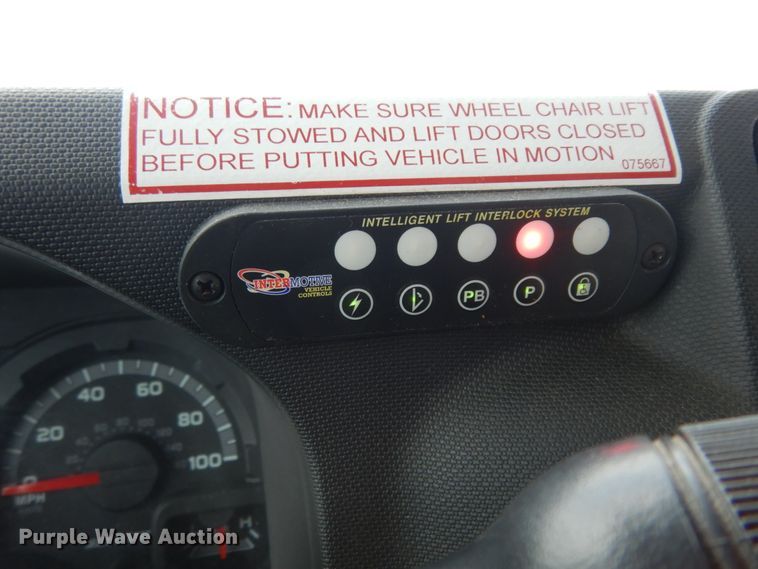 NOTICE: MAKE SURE WHEEL CHAIR LIFT
FULLY STOWED AND LIFT DOORS CLOSED
BEFORE PUTTING VEHICLE IN MOTION 075667
INTELLIGENT LIFT INTERLOCK SYSTEM
INTERMOTIVE
VEHICLE
CONTROLS
PB P
0 20 40 60 80 100
MPH
H
Purple Wave Auction